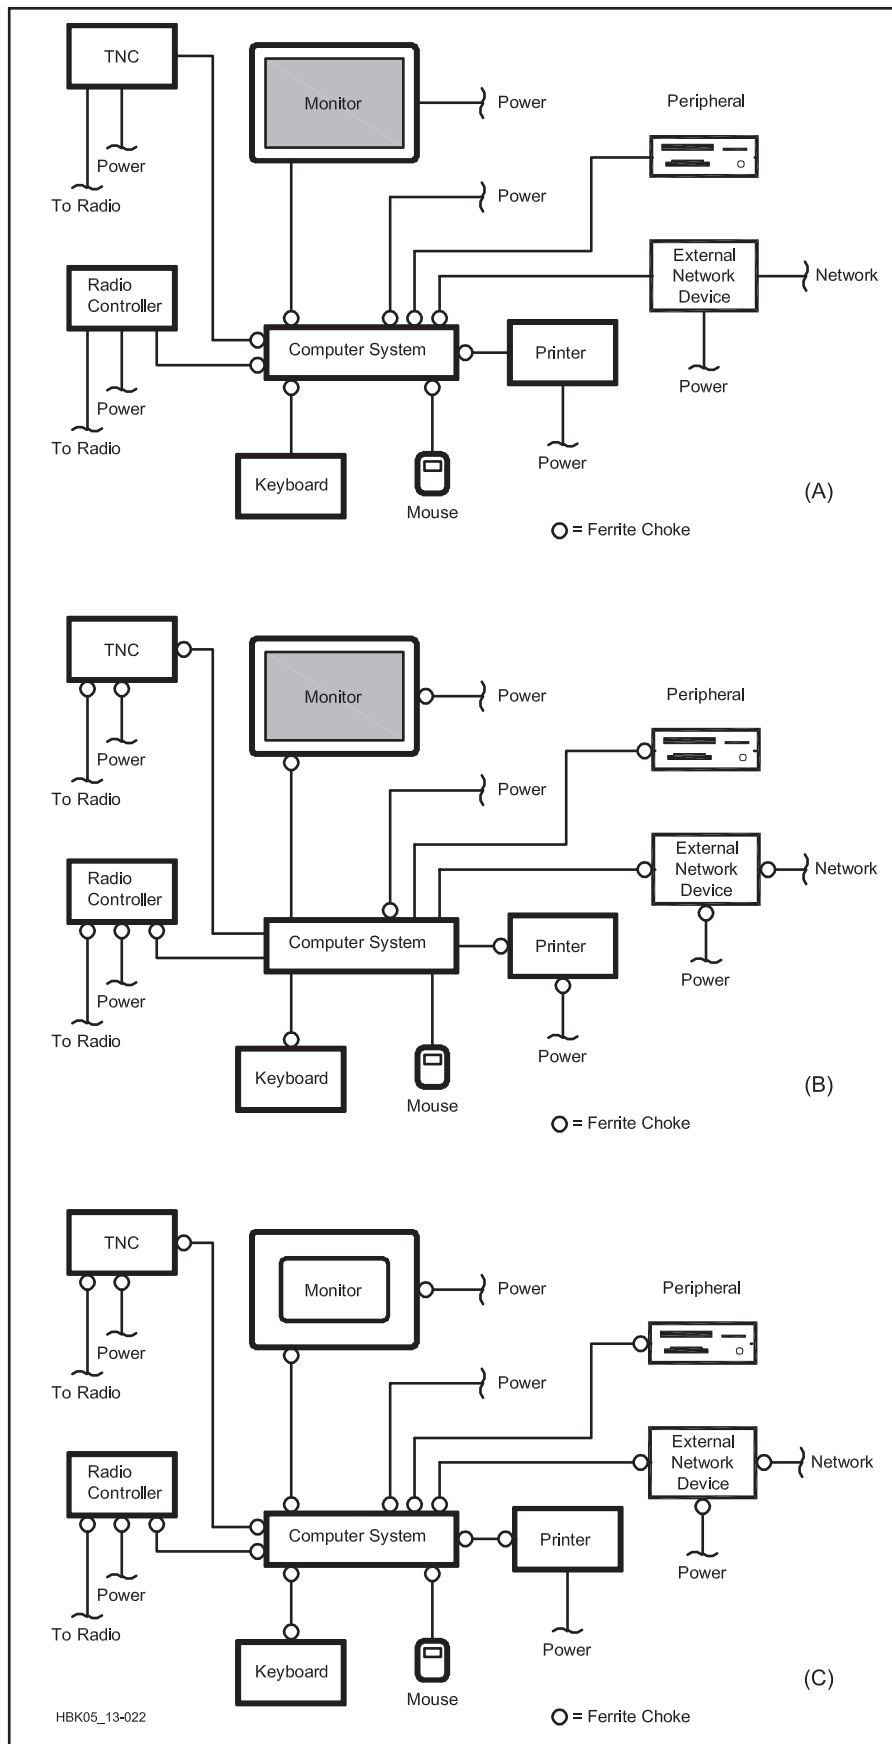 TNC
Monitor
Power
Peripheral
Power
To Radio
Power
External
Network
Device
Network
Radio
Controller
Computer System
Printer
Power
Power
To Radio
Power
Keyboard
Mouse
(A)
= Ferrite Choke
TNC
Monitor
Power
Peripheral
Power
To Radio
Power
External
Network
Device
Network
Radio
Controller
Computer System
Printer
Power
Power
To Radio
Power
Keyboard
Mouse
(B)
= Ferrite Choke
TNC
Monitor
Power
Peripheral
Power
To Radio
Power
External
Network
Device
Network
Radio
Controller
Computer System
Printer
Power
Power
To Radio
Power
Keyboard
Mouse
(C)
HBK05_13-022
= Ferrite Choke